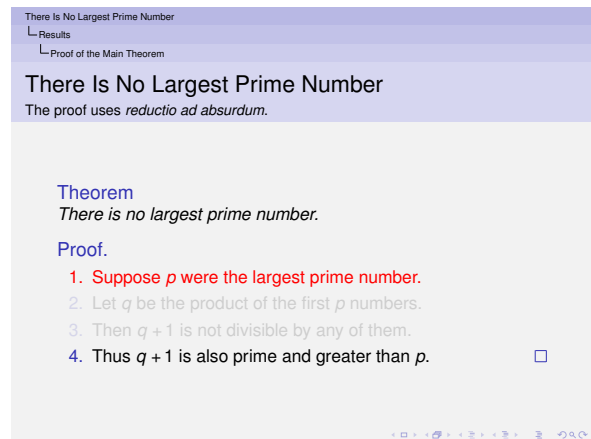 There Is No Largest Prime Number
Results
Proof of the Main Theorem
There Is No Largest Prime Number
The proof uses reductio ad absurdum.
Theorem
There is no largest prime number.
Proof.
1. Suppose p were the largest prime number.
2. Let q be the product of the first p numbers.
3. Then q + 1 is not divisible by any of them.
4. Thus q + 1 is also prime and greater than p.